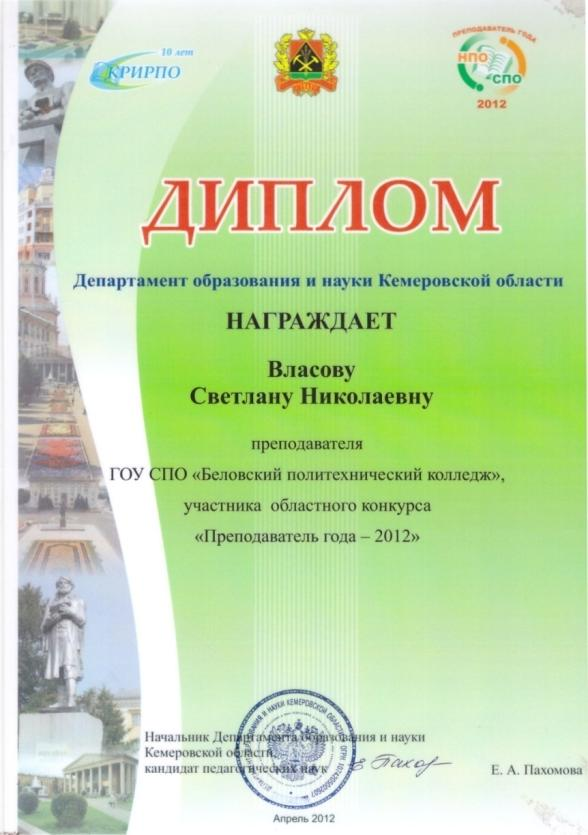 10 лет
КРИРПО
ПРЕПОДАВАТЕЛЬ ГОДА
НПО
СПО
2012
ДИПЛОМ
Департамент образования и науки Кемеровской области
НАГРАЖДАЕТ
Власову
Светлану Николаевну
преподавателя
ГОУ СПО «Беловский политехнический колледж»,
участника областного конкурса
«Преподаватель года – 2012»
Начальник Департамента образования и науки
Кемеровской области,
кандидат педагогических наук
Е. А. Пахомова
Апрель 2012